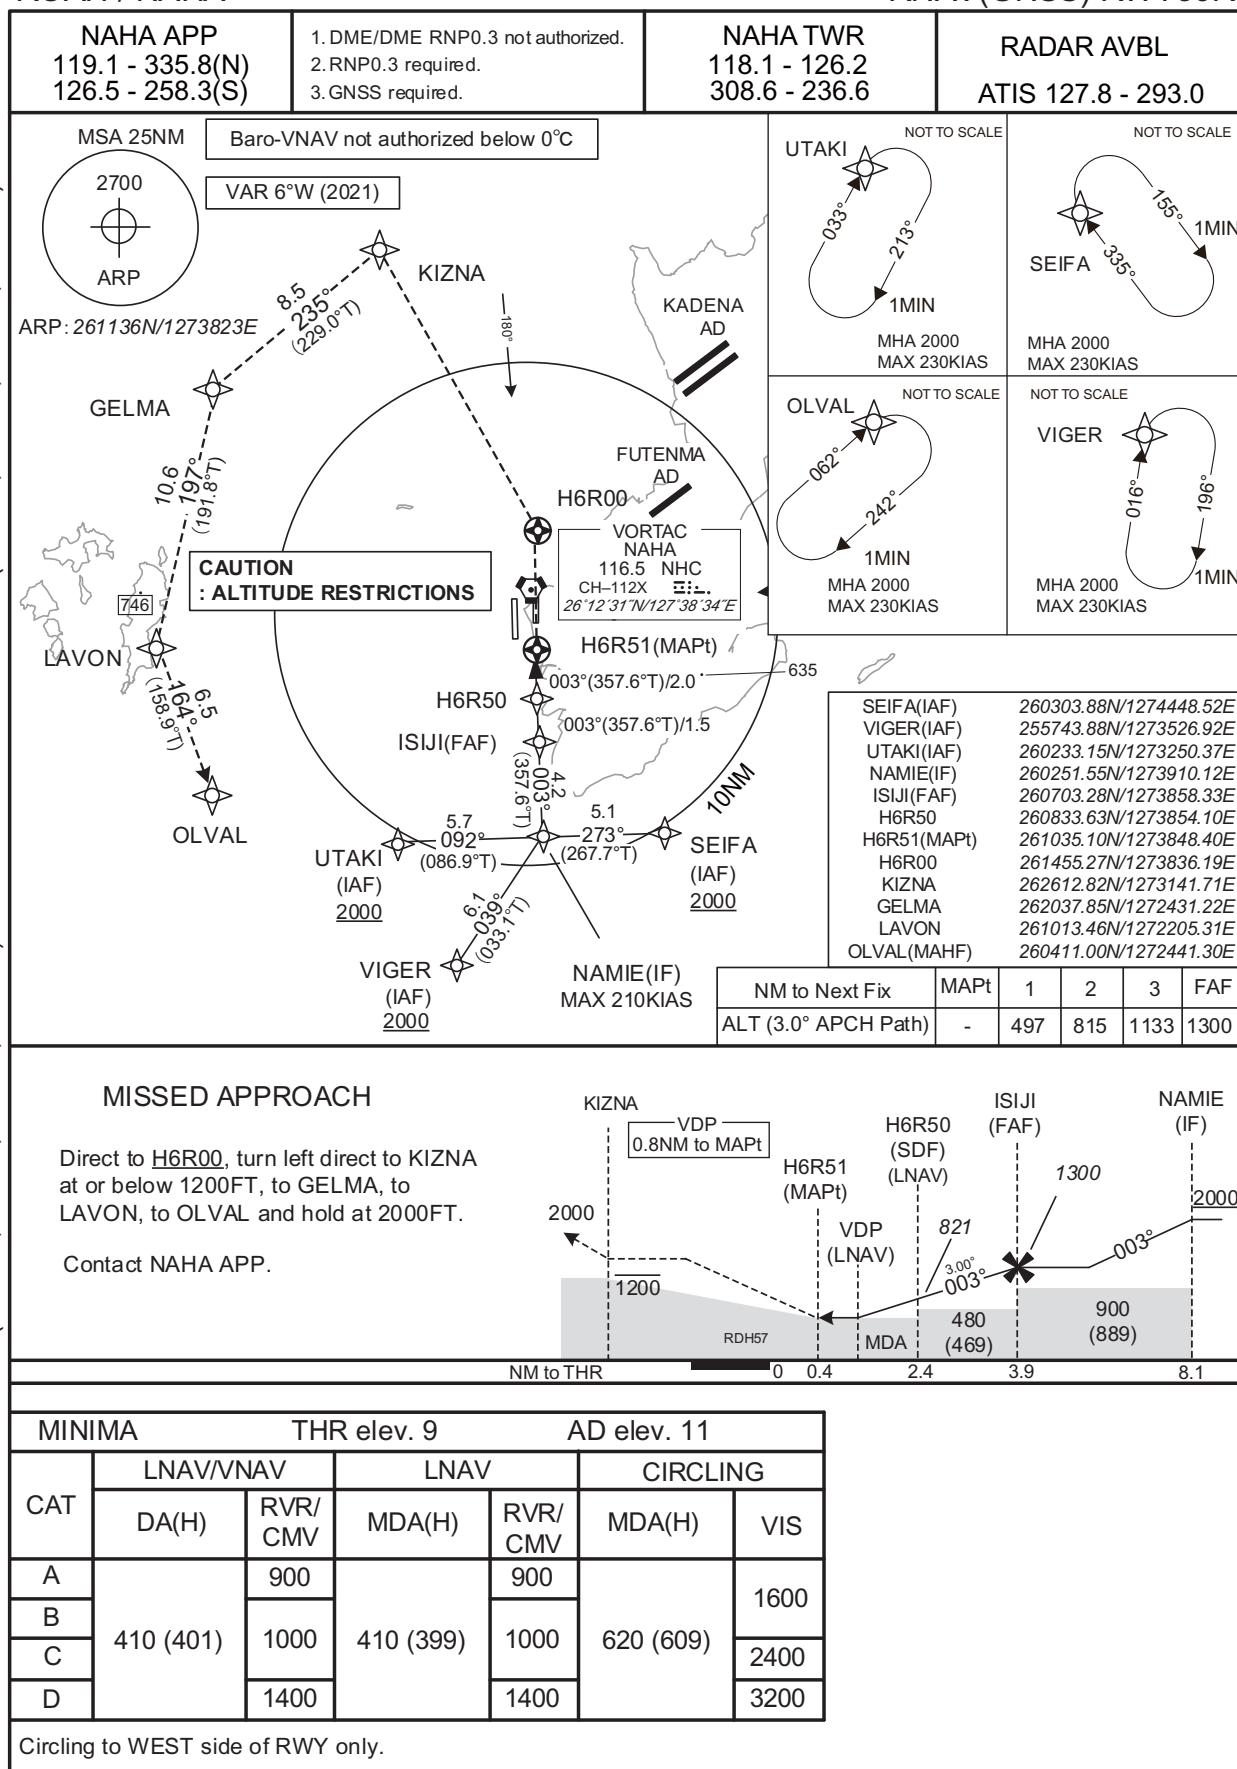 NAHA APP
119.1 - 335.8(N)
126.5 - 258.3(S)
1. DME/DME RNP0.3 not authorized.
2. RNP0.3 required.
3. GNSS required.
NAHA TWR
118.1 - 126.2
308.6 - 236.6
RADAR AVBL
ATIS 127.8 - 293.0
MSA 25NM
2700
ARP
ARP: 261136N/1273823E
Baro-VNAV not authorized below 0°C
VAR 6°W (2021)
KIZNA
8.5
235°
(229.0°T)
GELMA
10.6
197°
(191.8°T)
180°
KADENA
AD
FUTENMA
AD
H6R00
VORTAC
NAHA
116.5 NHC
CH–112X
26°12´31˝N/127°38´34˝E
CAUTION
: ALTITUDE RESTRICTIONS
746
LAVON
6.5
164°
(158.9°T)
OLVAL
H6R51(MAPt)
003°(357.6°T)/2.0
635
H6R50
003°(357.6°T)/1.5
ISIJI(FAF)
4.2
003°
(357.6°T)
10NM
5.7
092°
(086.9°T)
5.1
273°
(267.7°T)
UTAKI
(IAF)
2000
SEIFA
(IAF)
2000
6.1
039°
(033.1°T)
VIGER
(IAF)
2000
NAMIE(IF)
MAX 210KIAS
NOT TO SCALE
UTAKI
033°
213°
1MIN
MHA 2000
MAX 230KIAS
NOT TO SCALE
SEIFA
155°
335°
1MIN
MHA 2000
MAX 230KIAS
NOT TO SCALE
OLVAL
062°
242°
1MIN
MHA 2000
MAX 230KIAS
NOT TO SCALE
VIGER
016°
196°
1MIN
MHA 2000
MAX 230KIAS
SEIFA(IAF) 260303.88N/1274448.52E
VIGER(IAF) 255743.88N/1273526.92E
UTAKI(IAF) 260233.15N/1273250.37E
NAMIE(IF) 260251.55N/1273910.12E
ISIJI(FAF) 260703.28N/1273858.33E
H6R50 260833.63N/1273854.10E
H6R51(MAPt) 261035.10N/1273848.40E
H6R00 261455.27N/1273836.19E
KIZNA 262612.82N/1273141.71E
GELMA 262037.85N/1272431.22E
LAVON 261013.46N/1272205.31E
OLVAL(MAHF) 260411.00N/1272441.30E
NM to Next Fix MAPt 1 2 3 FAF
ALT (3.0° APCH Path) - 497 815 1133 1300
MISSED APPROACH
Direct to H6R00, turn left direct to KIZNA
at or below 1200FT, to GELMA, to
LAVON, to OLVAL and hold at 2000FT.
Contact NAHA APP.
KIZNA
VDP
0.8NM to MAPt
H6R51
(MAPt)
VDP
(LNAV)
H6R50
(SDF)
(LNAV)
ISIJI
(FAF)
NAMIE
(IF)
2000
1200
821
1300
2000
3.00°
003°
003°
RDH57
MDA
480
(469)
900
(889)
NM to THR 0 0.4 2.4 3.9 8.1
MINIMA THR elev. 9 AD elev. 11
CAT LNAV/VNAV LNAV CIRCLING
DA(H) RVR/CMV MDA(H) RVR/CMV MDA(H) VIS
A 900 900 1600
B
410 (401) 1000 410 (399) 1000 620 (609)
C 2400
D 1400 1400 3200
Circling to WEST side of RWY only.